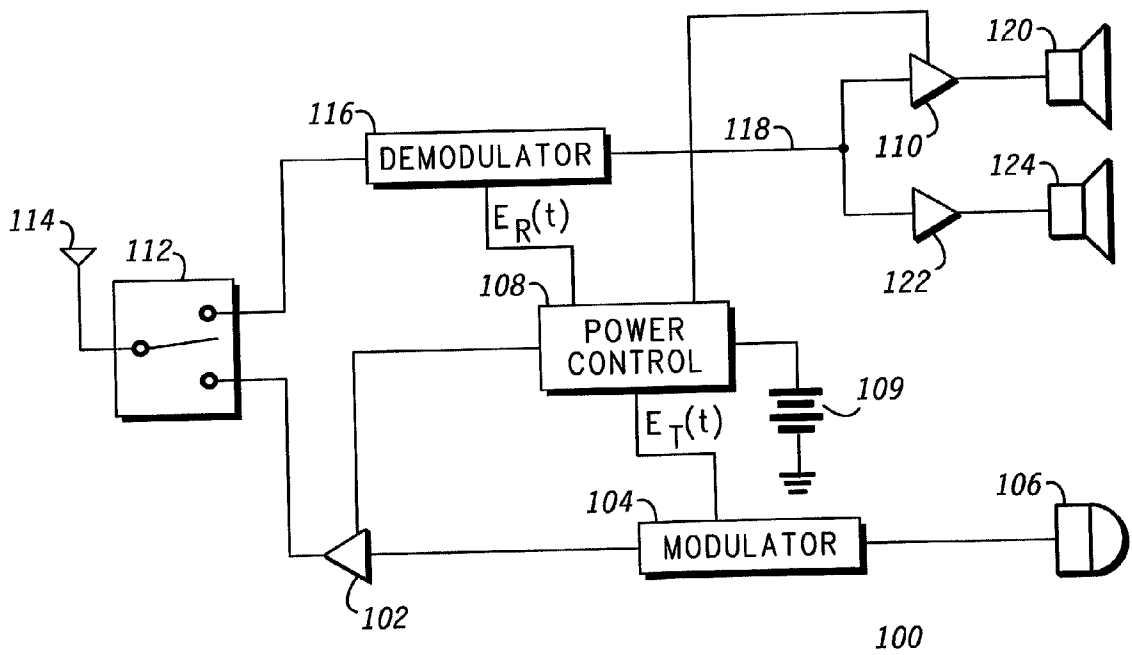 120
116
118
110
DEMODULATOR
124
114
E_R(t)
112
122
108
POWER
CONTROL
109
E_T(t)
104
106
MODULATOR
102
100